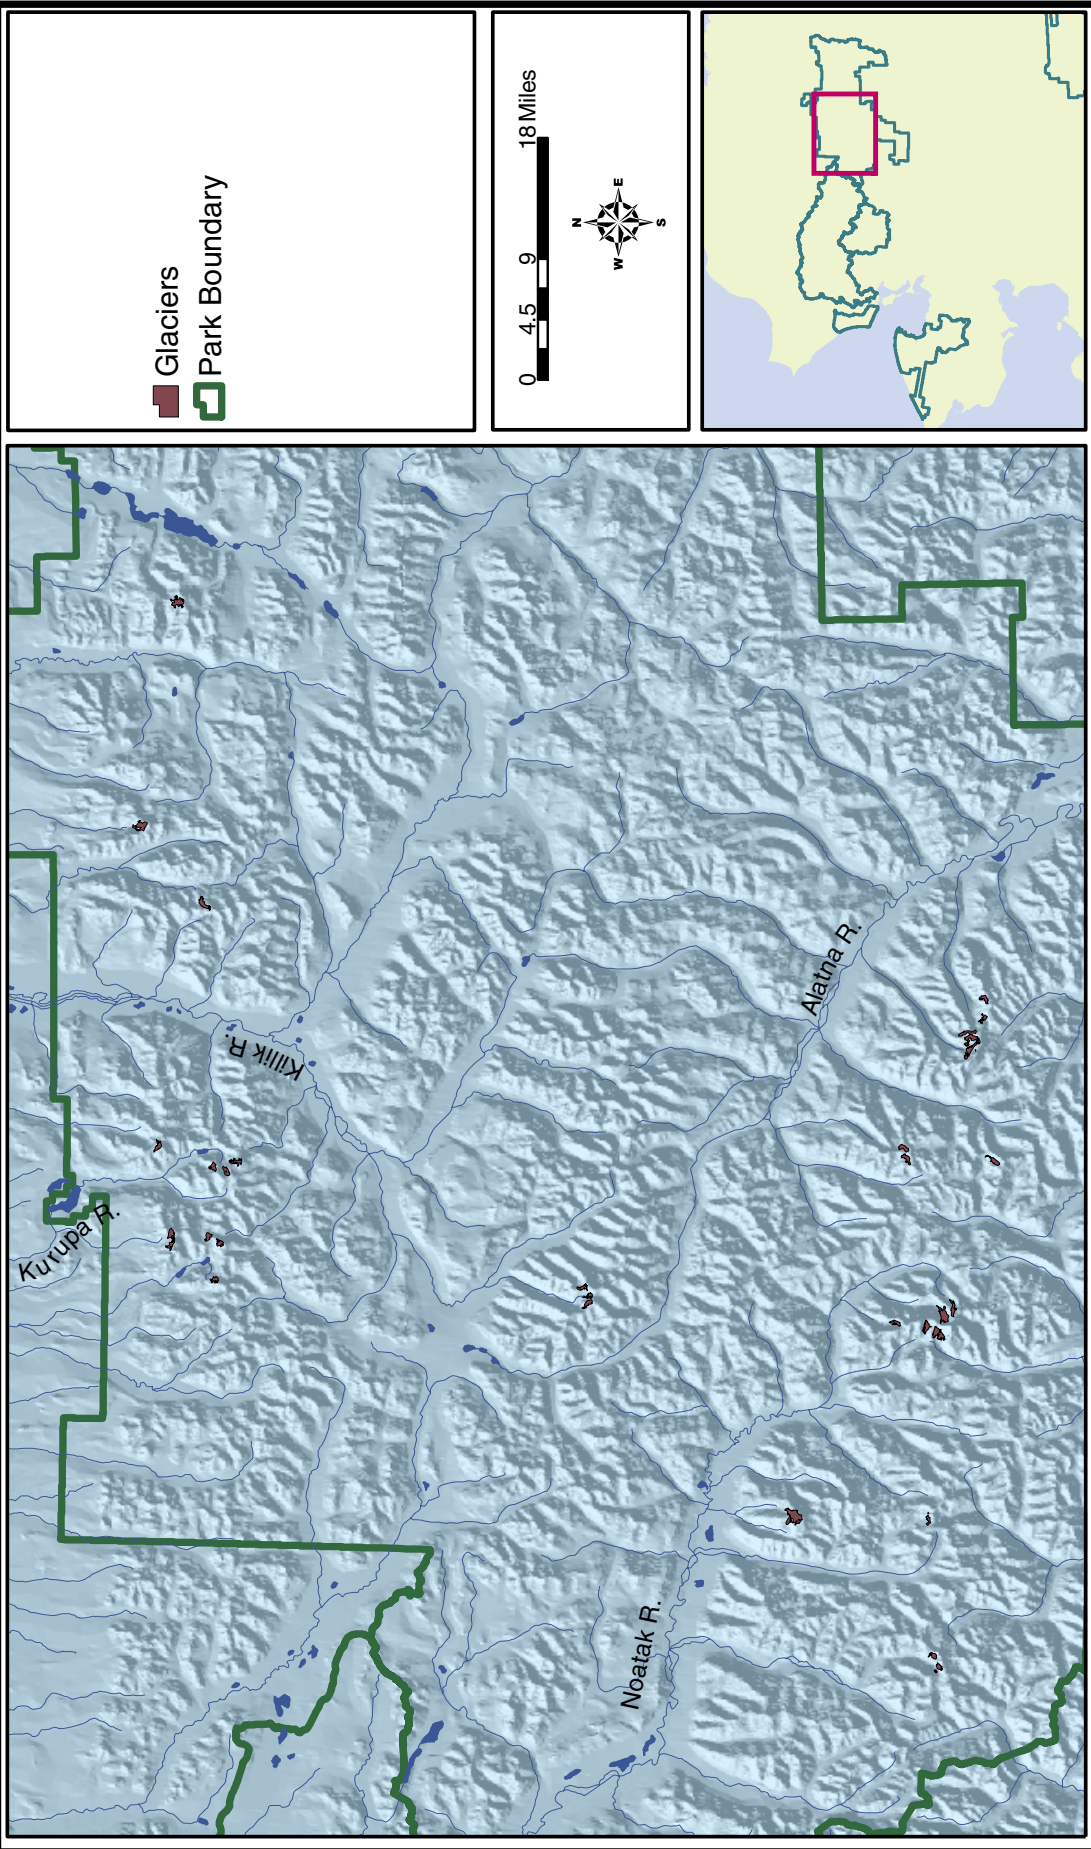 Glaciers
Park Boundary
0 4.5 9 18 Miles
N
W E
S
Kurupa R.
Killik R.
Alatna R.
Noatak R.